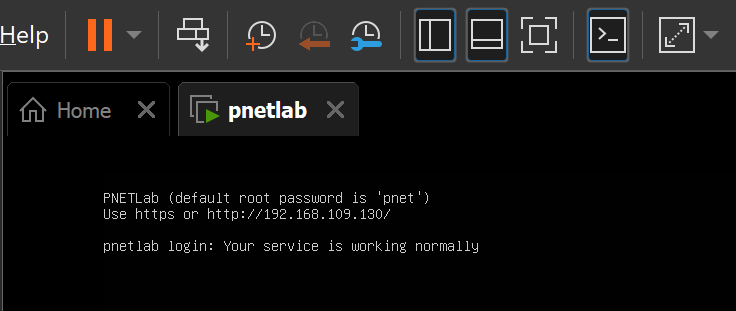 Help
Home
pnetlab
PNETLab (default root password is 'pnet')
Use https or http://192.168.109.130/
pnetlab login: Your service is working normally